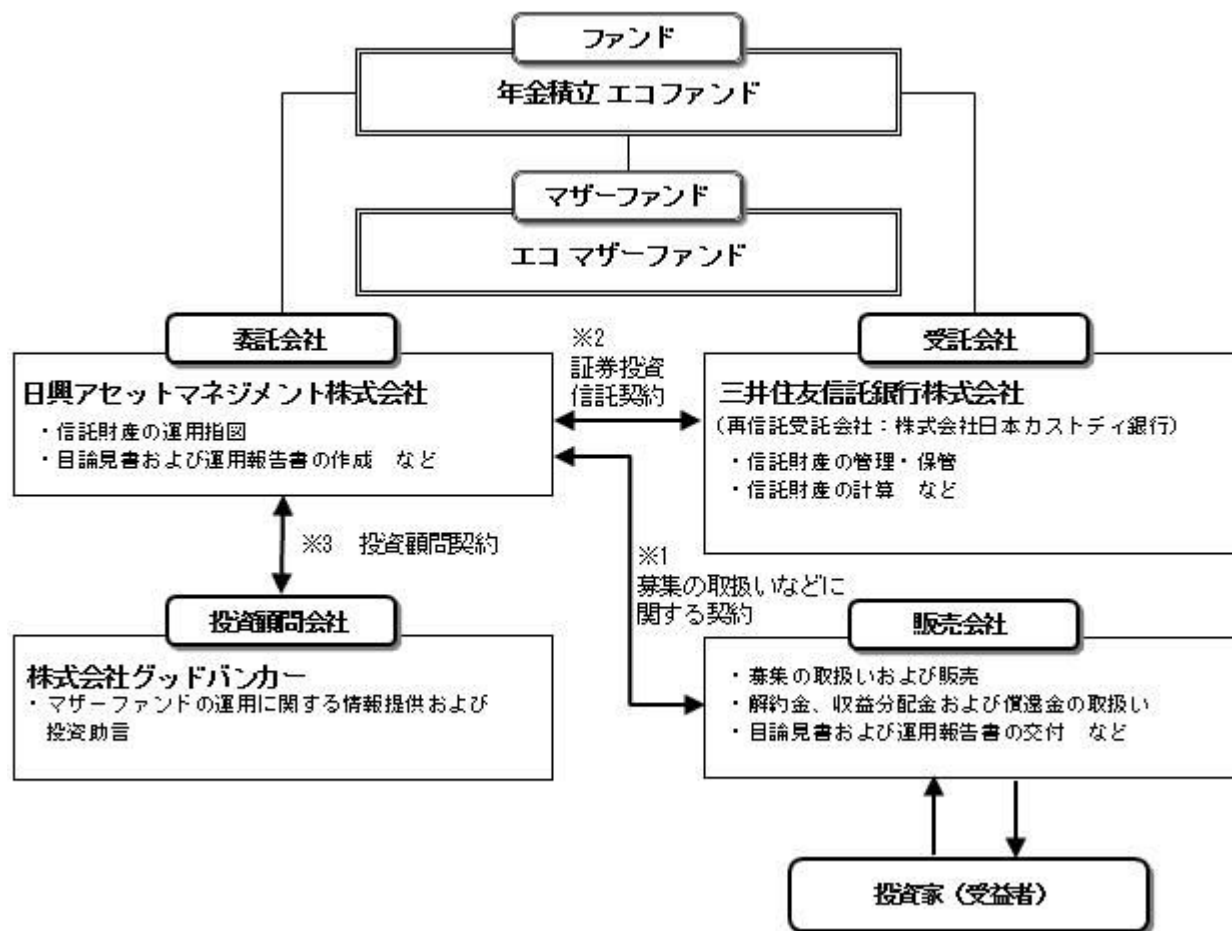 ファンド
年金積立 エコファンド
マザーファンド
エコ マザーファンド
委託会社
日興アセットマネジメント株式会社
・信託財産の運用指図
・目論見書および運用報告書の作成　など
※2
証券投資
信託契約
受託会社
三井住友信託銀行株式会社
(再信託受託会社：株式会社日本カストディ銀行)
・信託財産の管理・保管
・信託財産の計算　など
※3　投資顧問契約
※1
募集の取扱いなどに
関する契約
投資顧問会社
株式会社グッドバンカー
・マザーファンドの運用に関する情報提供および
投資助言
販売会社
・募集の取扱いおよび販売
・解約金、収益分配金および償還金の取扱い
・目論見書および運用報告書の交付　など
投資家（受益者）